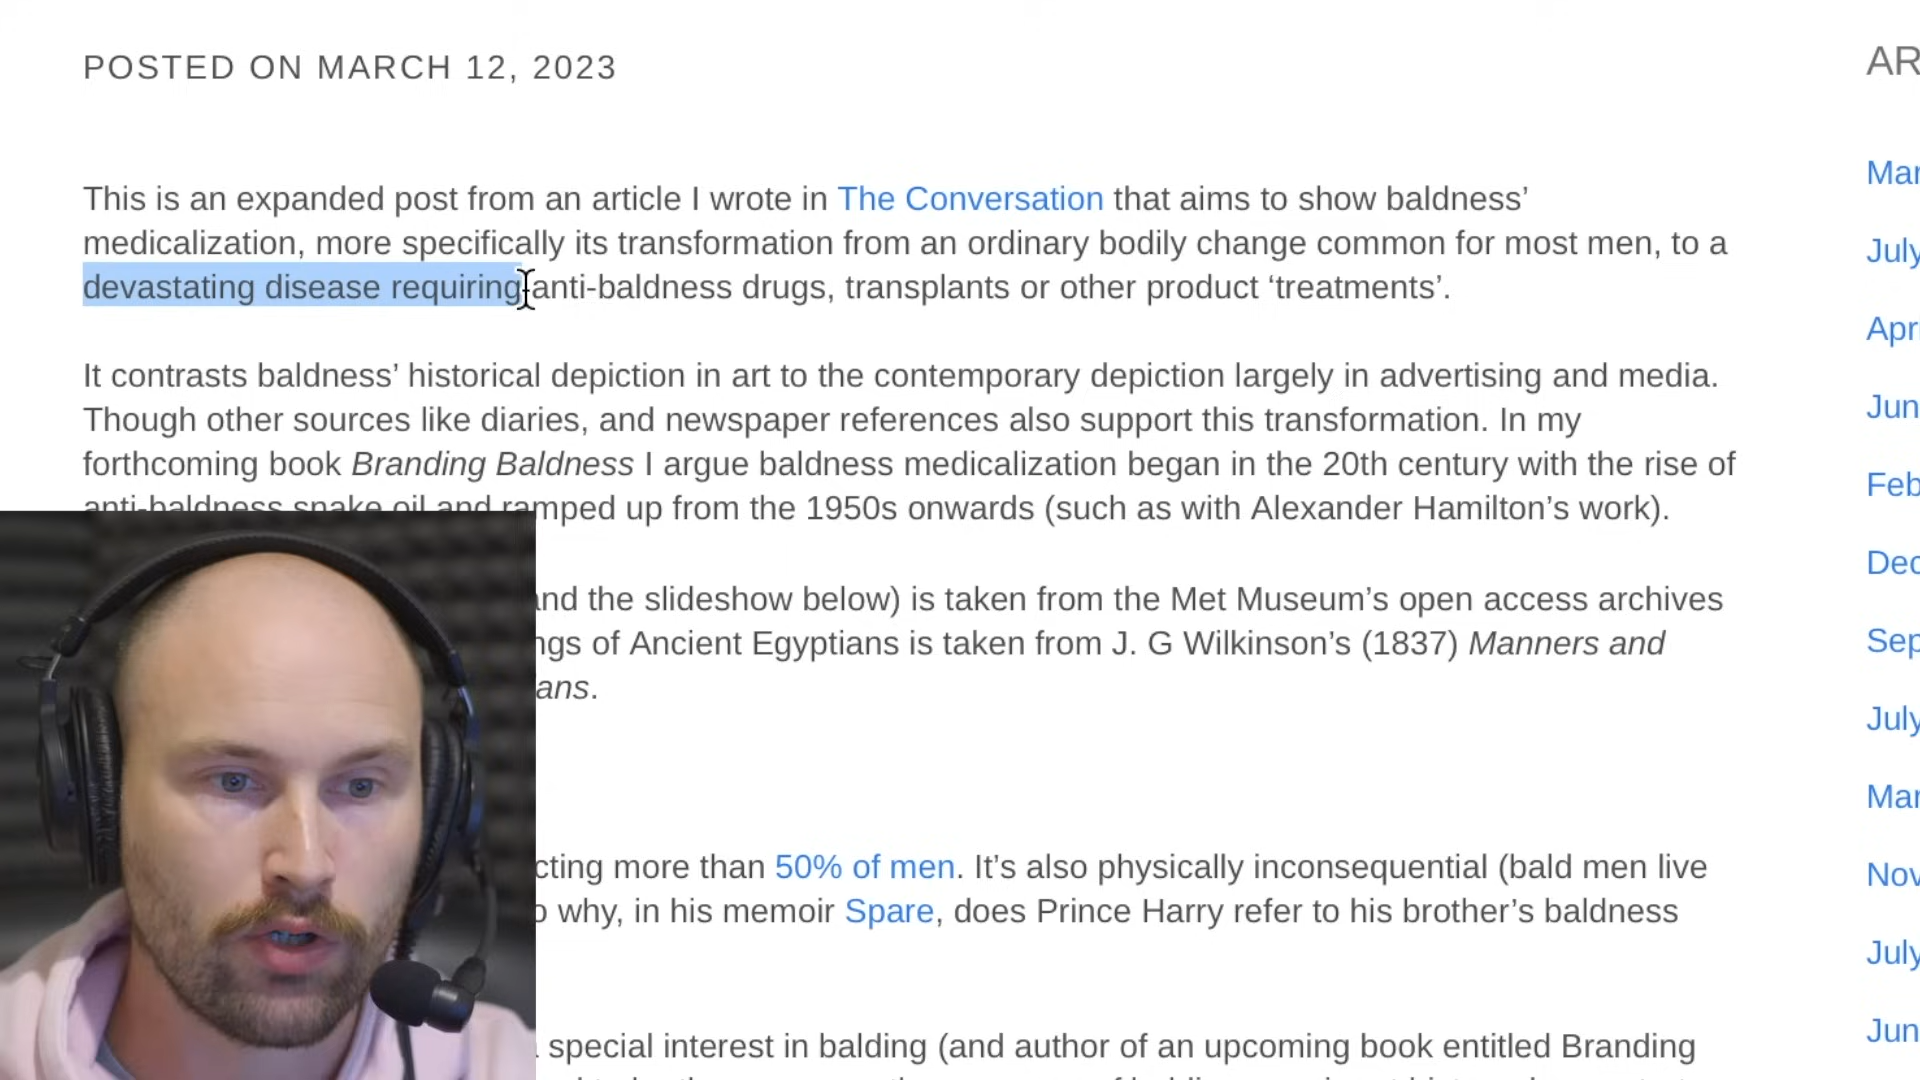 POSTED ON MARCH 12, 2023
AR
This is an expanded post from an article I wrote in The Conversation that aims to show baldness’
medicalization, more specifically its transformation from an ordinary bodily change common for most men, to a
devastating disease requiring anti-baldness drugs, transplants or other product ‘treatments’.
It contrasts baldness’ historical depiction in art to the contemporary depiction largely in advertising and media.
Though other sources like diaries, and newspaper references also support this transformation. In my
forthcoming book Branding Baldness I argue baldness medicalization began in the 20th century with the rise of
anti-baldness snake oil and ramped up from the 1950s onwards (such as with Alexander Hamilton’s work).
and the slideshow below) is taken from the Met Museum’s open access archives
ngs of Ancient Egyptians is taken from J. G Wilkinson’s (1837) Manners and
ans.
cting more than 50% of men. It’s also physically inconsequential (bald men live
o why, in his memoir Spare, does Prince Harry refer to his brother’s baldness
special interest in balding (and author of an upcoming book entitled Branding
Mar
July
Apri
Jun
Feb
Dec
Sep
July
Mar
Nov
July
Jun